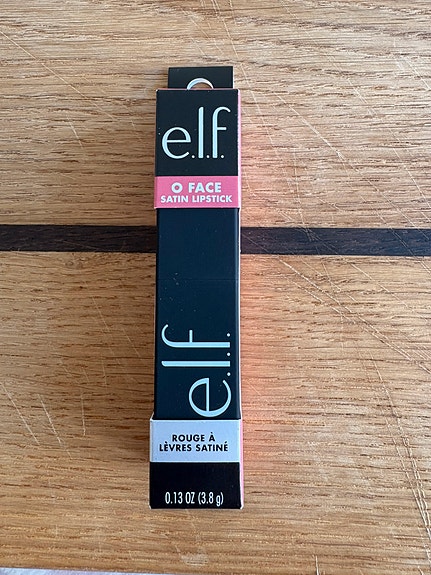 e.l.f.
O FACE
SATIN LIPSTICK
e.l.f.
ROUGE À
LÈVRES SATINÉ
0.13 OZ (3.8 g)